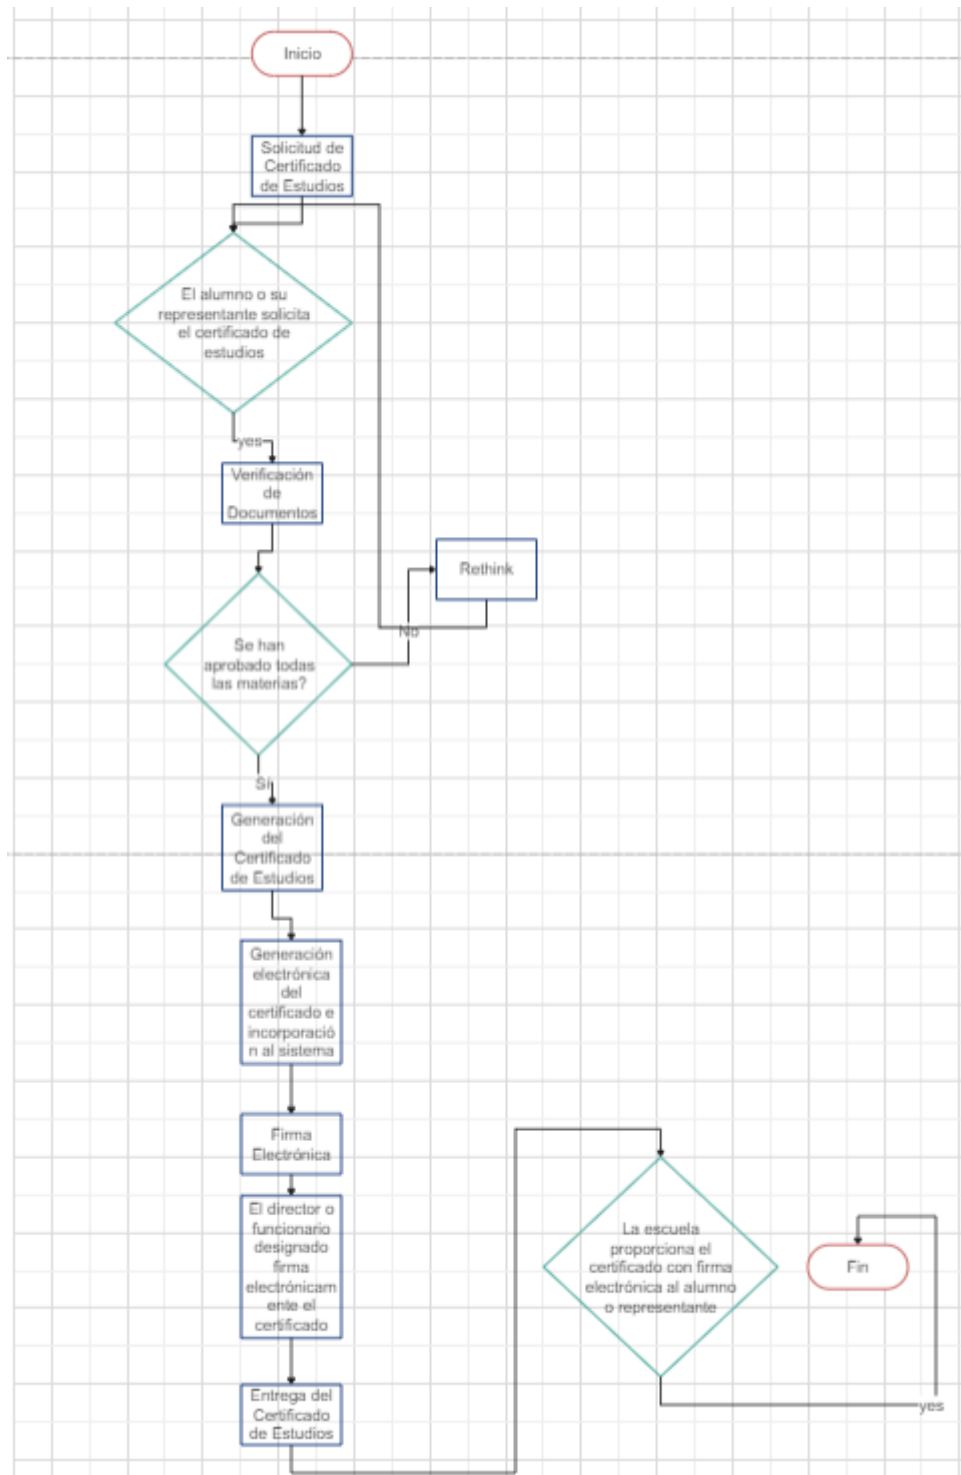 Inicio
Solicitud de
Certificado
de Estudios
El alumno o su
representante solicita
el certificado de
estudios
yes
Verificación
de
Documentos
Rethink
No
Se han
aprobado todas
las materias?
Sí
Generación
del
Certificado
de Estudios
Generación
electrónica
del
certificado e
incorporació
n al sistema
Firma
Electrónica
El director o
funcionario
designado
firma
electrónicam
ente el
certificado
Entrega del
Certificado
de Estudios
La escuela
proporciona el
certificado con firma
electrónica al alumno
o representante
Fin
yes